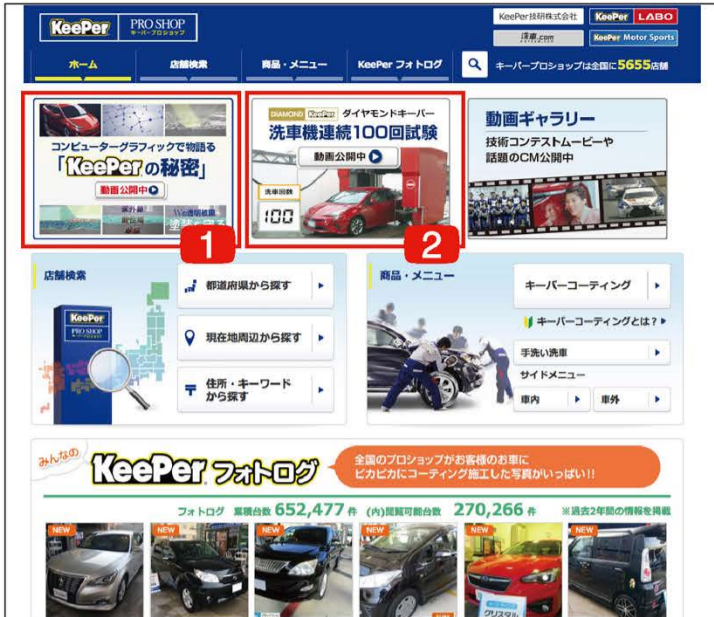 KeePer PRO SHOP
キーパープロショップ
KeePer技研株式会社
KeePer LABO
洗車.com
KeePer Motor Sports
ホーム
店舗検索
商品・メニュー
KeePer フォトログ
キーパープロショップは全国に5655店舗
コンピューターグラフィックで物語る
「KeePerの秘密」
動画公開中
1
DIAMOND KeePer ダイヤモンドキーパー
洗車機連続100回試験
動画公開中
洗車回数
100
2
動画ギャラリー
技術コンテストムービーや
話題のCM公開中
店舗検索
KeePer
PRO SHOP
都道府県から探す
現在地周辺から探す
住所・キーワード
から探す
商品・メニュー
キーパーコーティング
キーパーコーティングとは?
手洗い洗車
サイドメニュー
車内
車外
みんなの
KeePer フォトログ
全国のプロショップがお客様のお車に
ピカピカにコーティング施工した写真がいっぱい!!
フォトログ 累積台数 652,477 件 (内)閲覧可能台数 270,266 件 ※過去2年間の情報を掲載
NEW
NEW
NEW
NEW
NEW
NEW
クリスタル